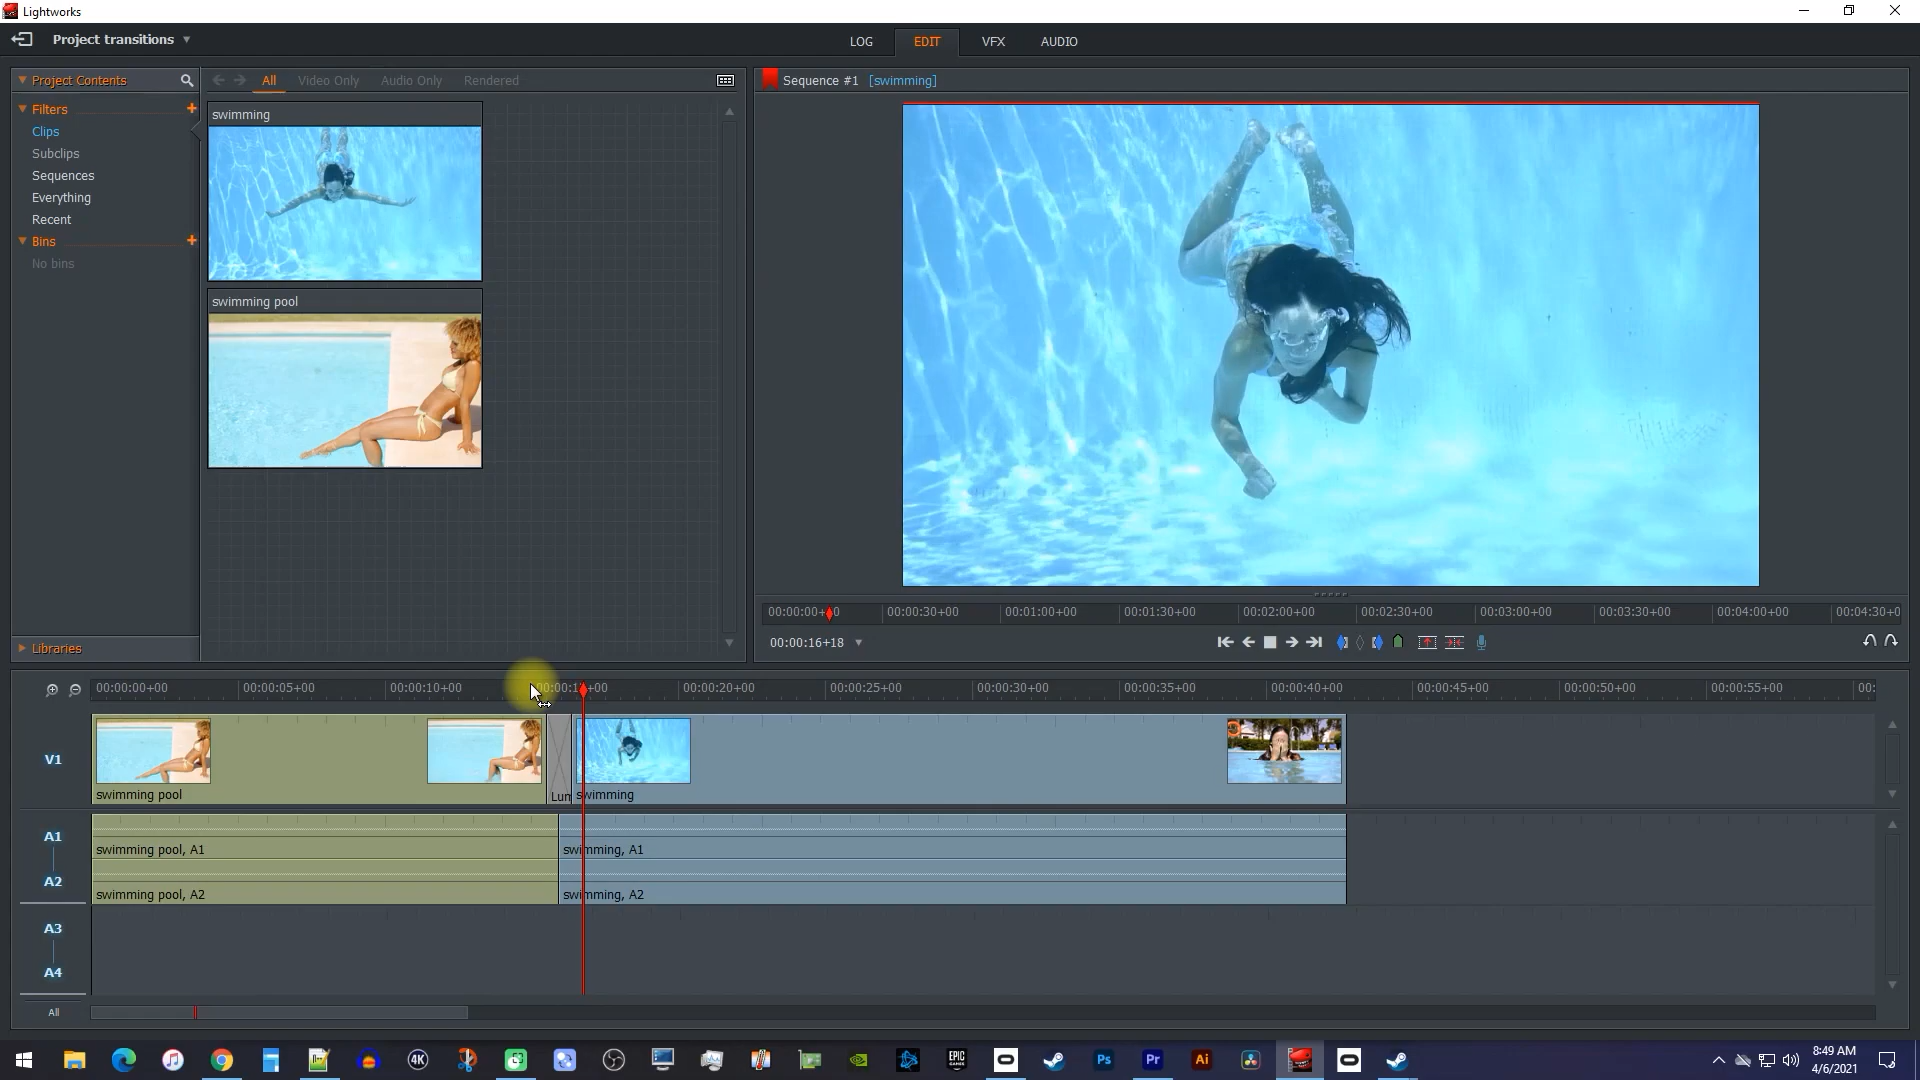 Lightworks
Project transitions
LOG
EDIT
VFX
AUDIO
Project Contents
All
Video Only
Audio Only
Rendered
Filters
Clips
Subclips
Sequences
Everything
Recent
Bins
No bins
Libraries
swimming
swimming pool
Sequence #1 [swimming]
00:00:30+00
00:01:00+00
00:01:30+00
00:02:00+00
00:02:30+00
00:03:00+00
00:03:30+00
00:04:00+00
00:04:30+0
00:00:16+18
00:00:00+00
00:00:05+00
00:00:10+00
00:00:20+00
00:00:25+00
00:00:30+00
00:00:35+00
00:00:40+00
00:00:45+00
00:00:50+00
00:00:55+00
00:
V1
swimming pool
Lum
swimming
A1
swimming pool, A1
swimming, A1
A2
swimming pool, A2
swimming, A2
A3
A4
All
4K
EPIC
GAMES
Ps
Pr
Ai
8:49 AM
4/6/2021